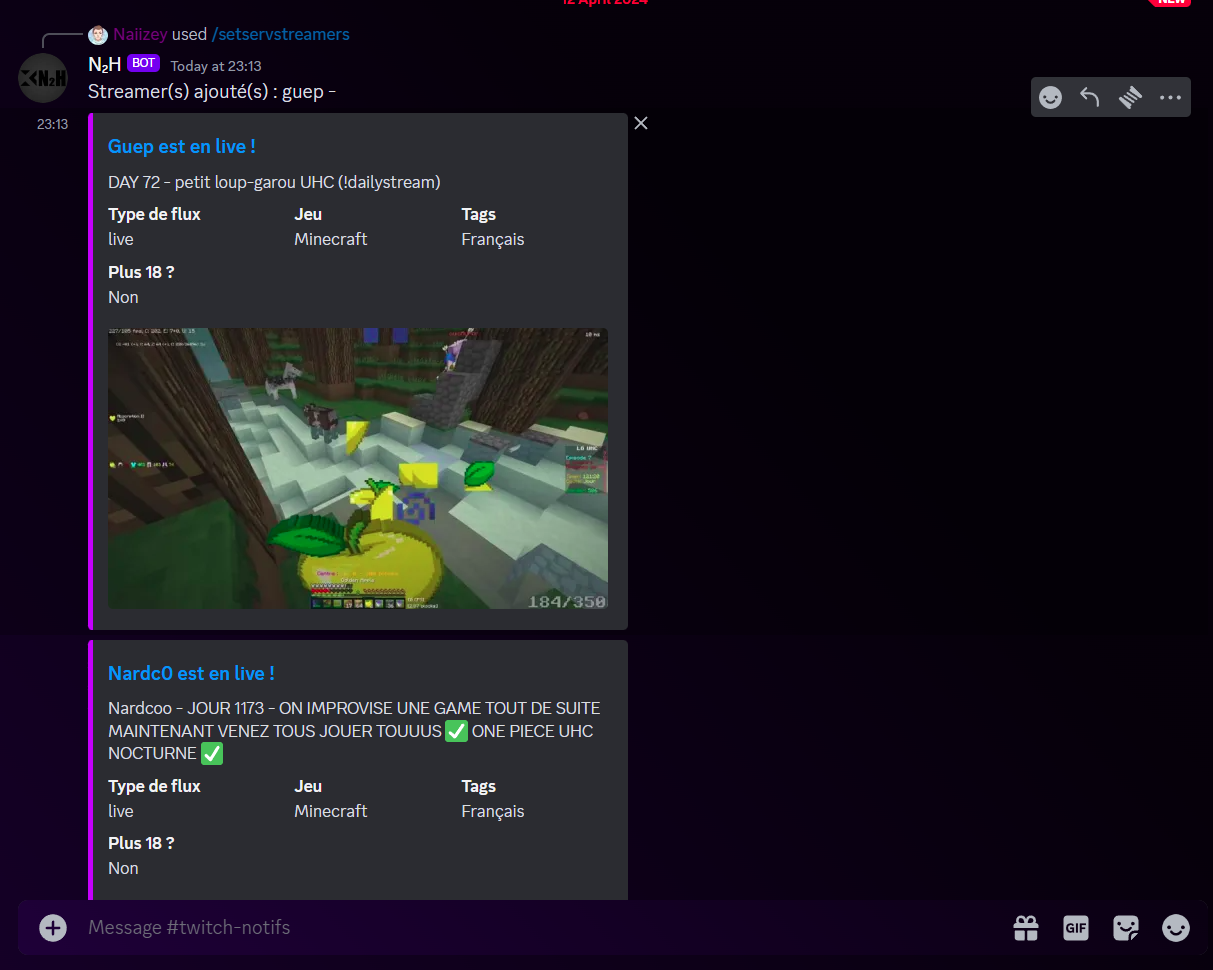 12 April 2024
NEW
Naiizey used /setservstreamers
N₂H BOT Today at 23:13
Streamer(s) ajouté(s) : guep -
23:13
Guep est en live !
DAY 72 - petit loup-garou UHC (!dailystream)
Type de flux Jeu Tags
live Minecraft Français
Plus 18 ?
Non
LG UHC
Golden Apple
184/350
Nardc0 est en live !
Nardcoo - JOUR 1173 - ON IMPROVISE UNE GAME TOUT DE SUITE
MAINTENANT VENEZ TOUS JOUER TOUUUS ✅ ONE PIECE UHC
NOCTURNE ✅
Type de flux Jeu Tags
live Minecraft Français
Plus 18 ?
Non
Message #twitch-notifs
GIF